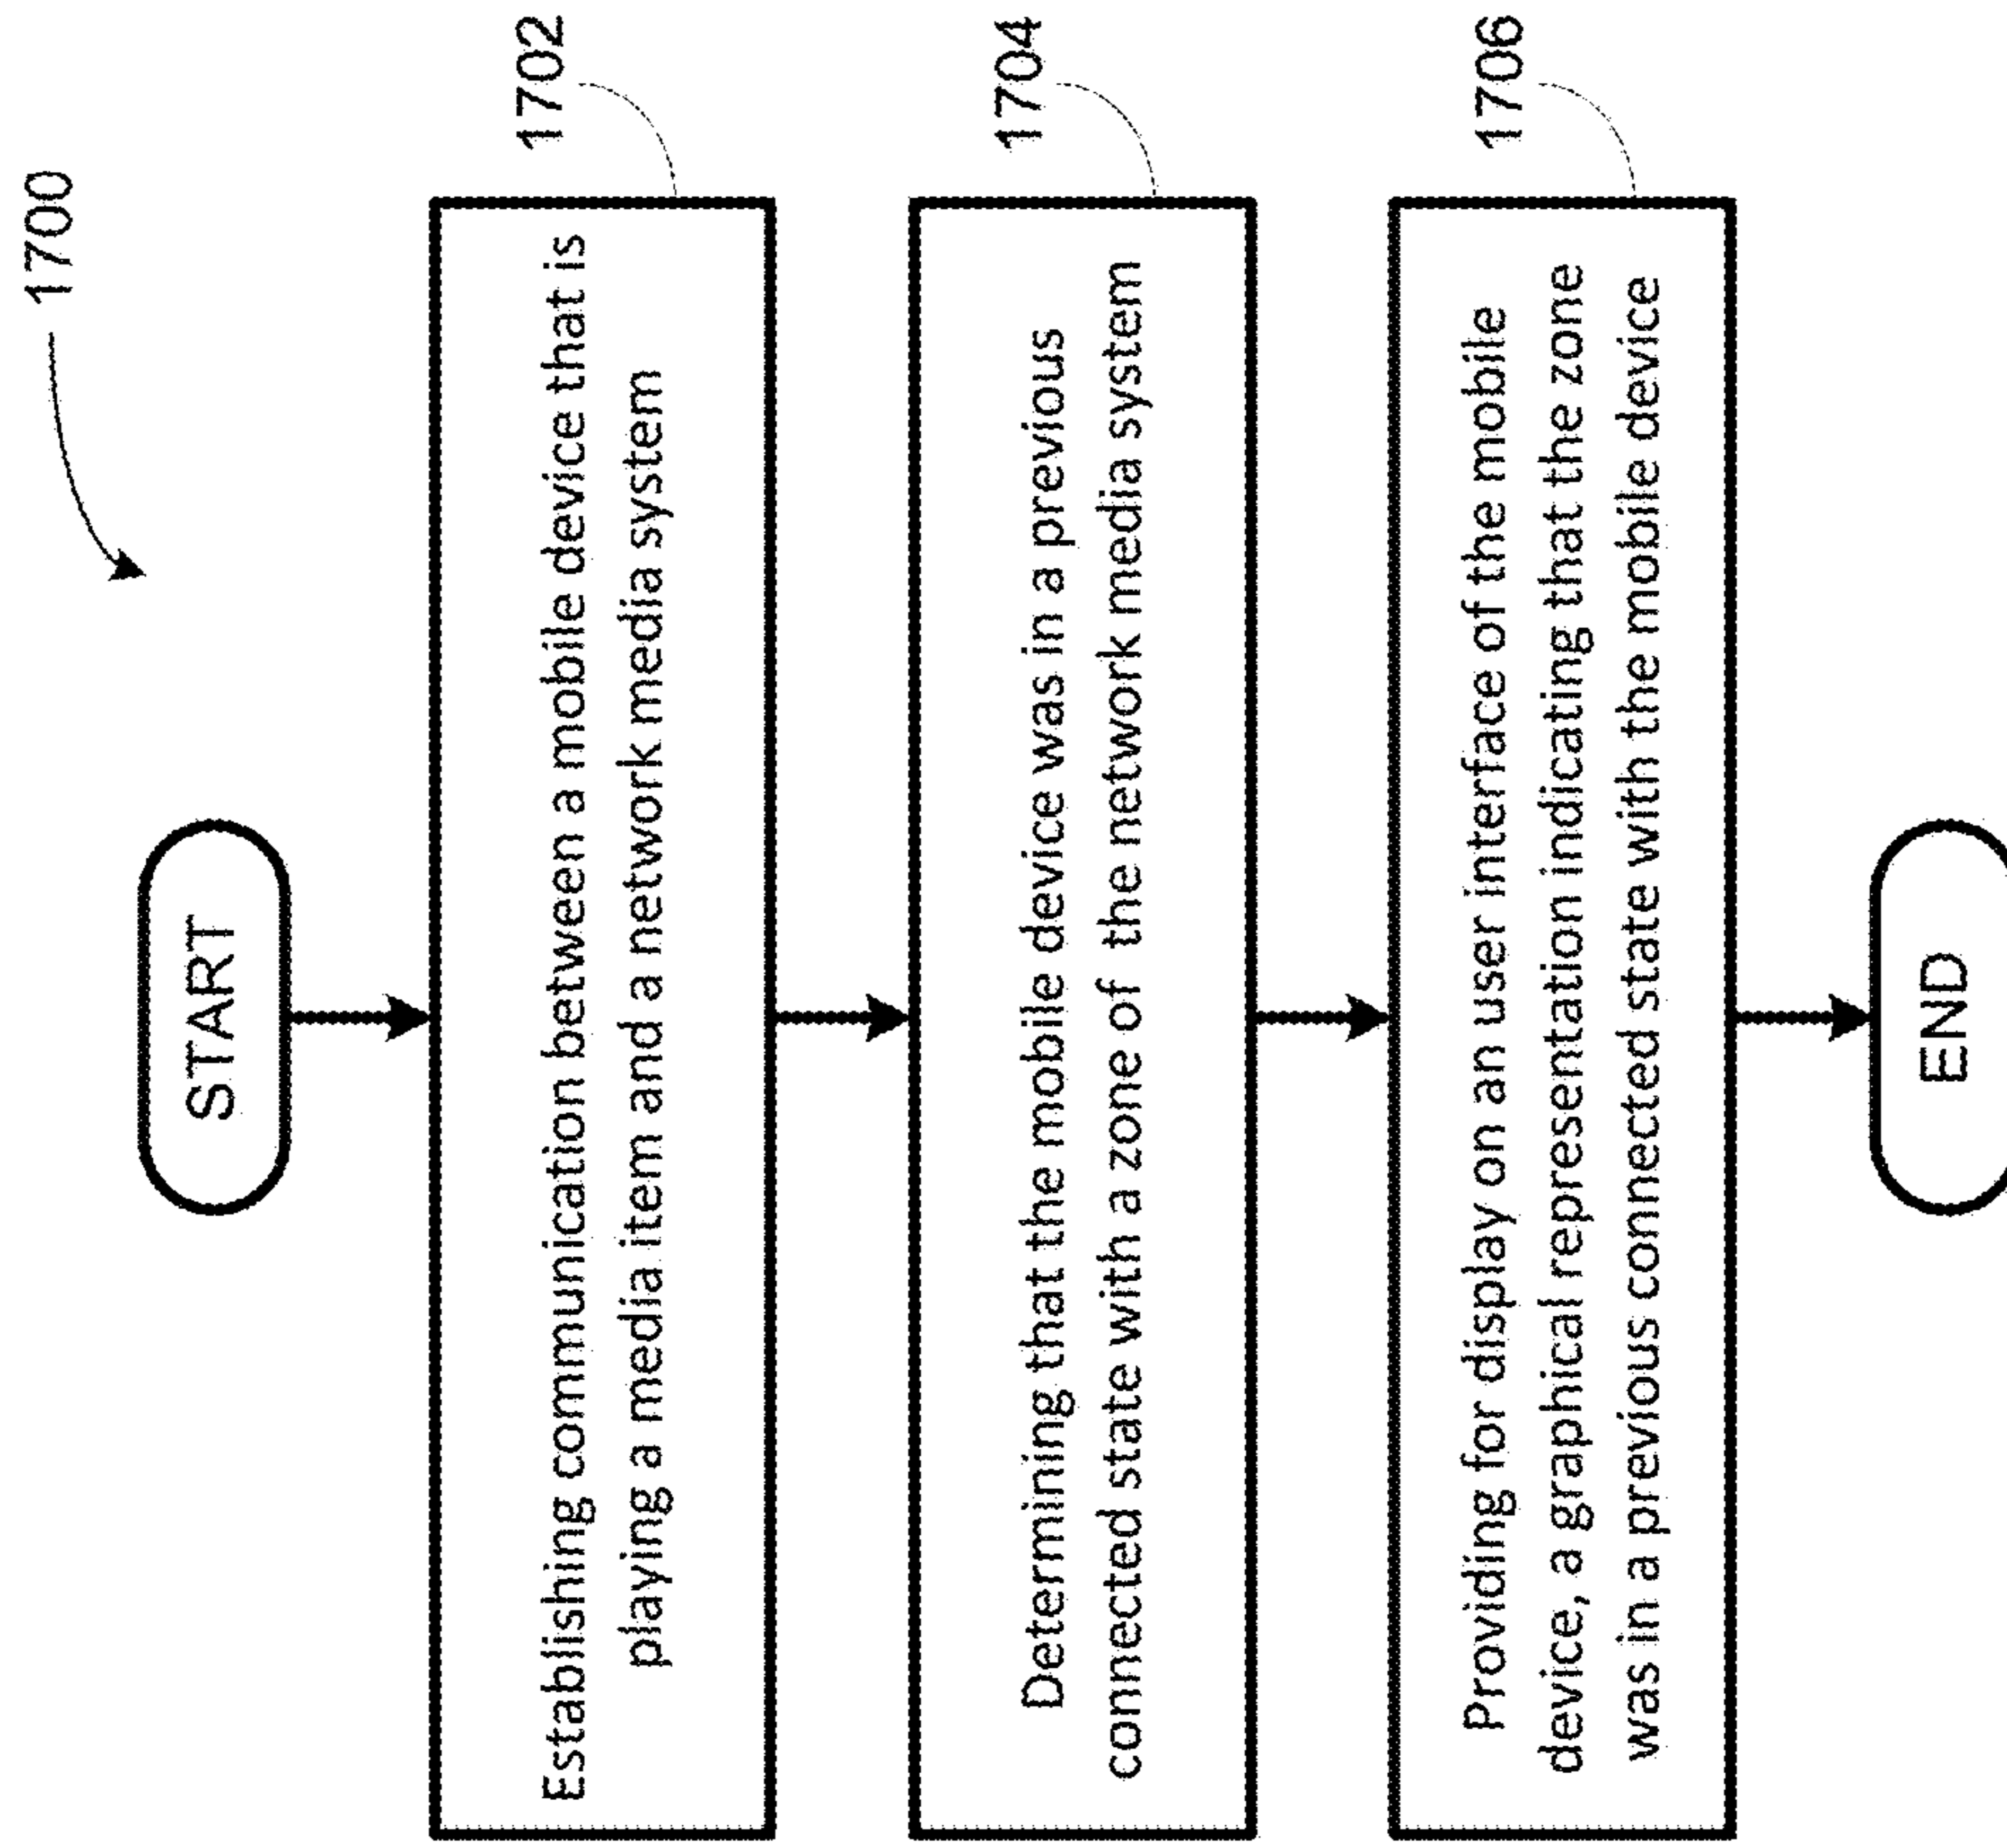 1700
START
Establishing communication between a mobile device that is
playing a media item and a network media system
1702
Determining that the mobile device was in a previous
connected state with a zone of the network media system
1704
Providing for display on an user interface of the mobile
device, a graphical representation indicating that the zone
was in a previous connected state with the mobile device
1706
END